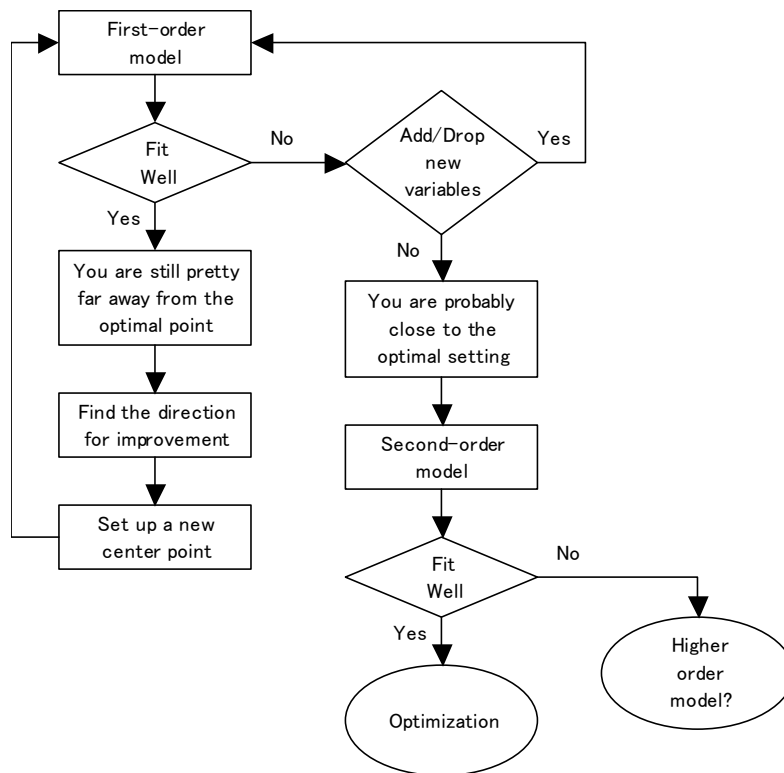 First-order
model
Fit
Well
No
Add/Drop
new
variables
Yes
Yes
You are still pretty
far away from the
optimal point
No
You are probably
close to the
optimal setting
Find the direction
for improvement
Second-order
model
Set up a new
center point
Fit
Well
No
Yes
Higher
order
model?
Optimization